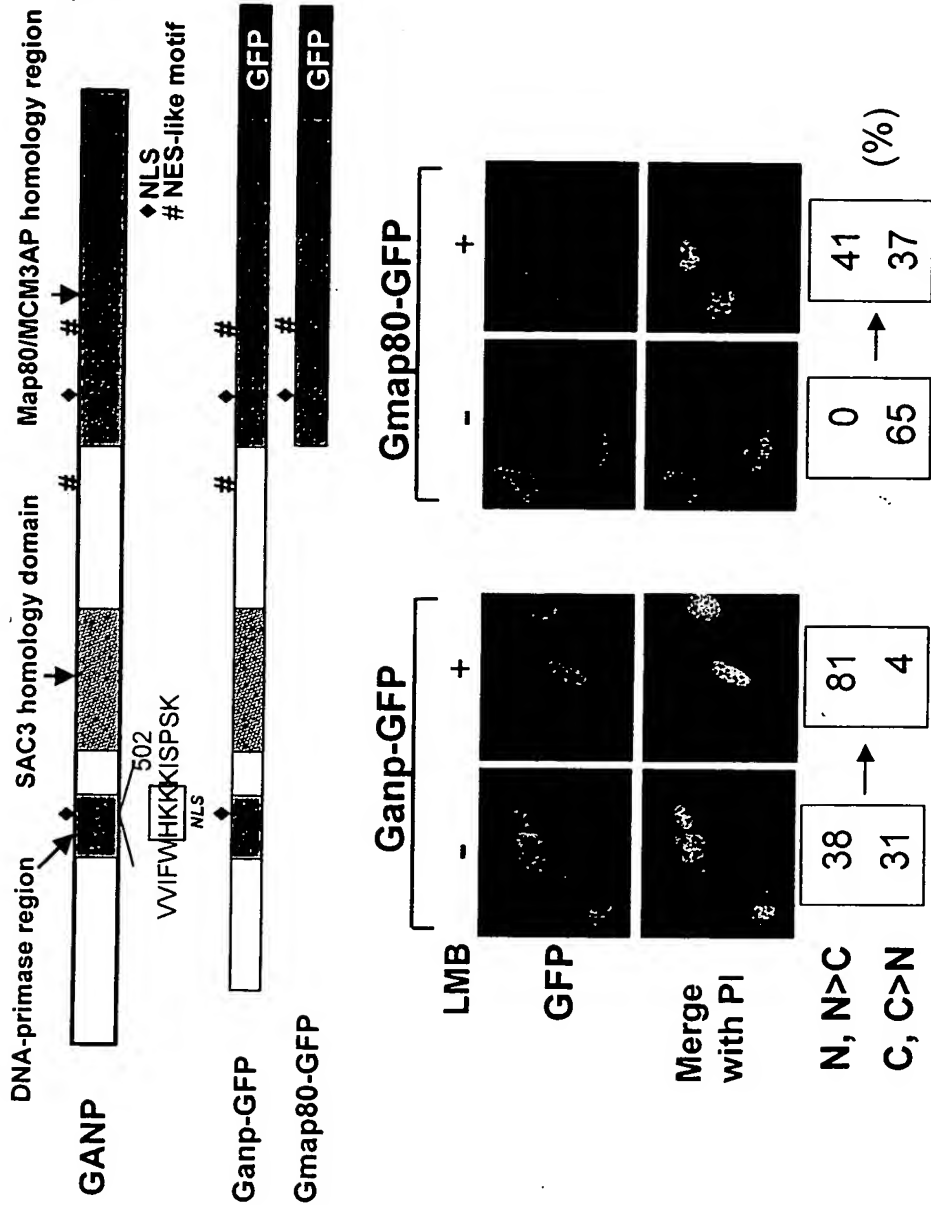 DNA-primase region
SAC3 homology domain
Map80/MCM3AP homology region
◆ # ◆ #
GANP
502
VVIFWHKKKISPSK
NLS
◆ NLS
# NES-like motif
◆ # ◆ #
Ganp-GFP
GFP
◆ #
Gmap80-GFP
GFP
Ganp-GFP
Gmap80-GFP
LMB - + - +
GFP
Merge
with PI
N, N>C 38 81 0 41
C, C>N 31 4 65 37
(%)